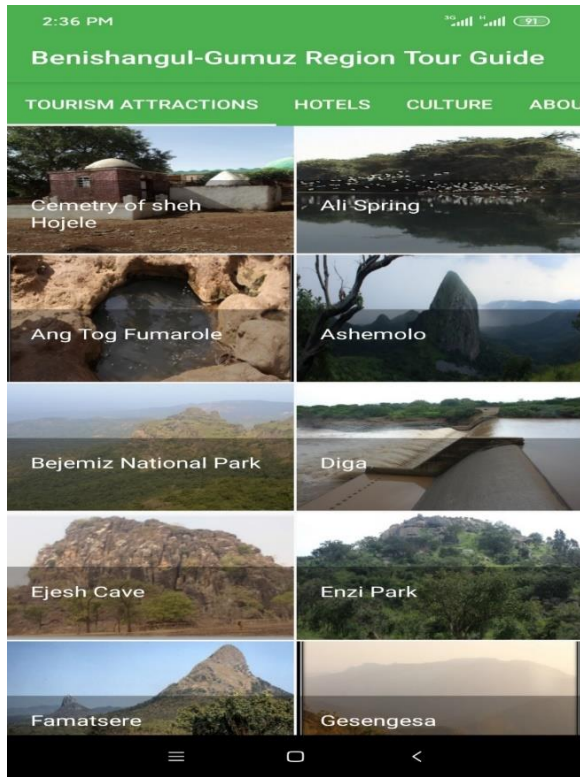 2:36 PM
3G H 91
Benishangul-Gumuz Region Tour Guide
TOURISM ATTRACTIONS HOTELS CULTURE ABOU
Cemetry of sheh
Hojele
Ali Spring
Ang Tog Fumarole
Ashemolo
Bejemiz National Park
Diga
Ejesh Cave
Enzi Park
Famatsere
Gesengesa